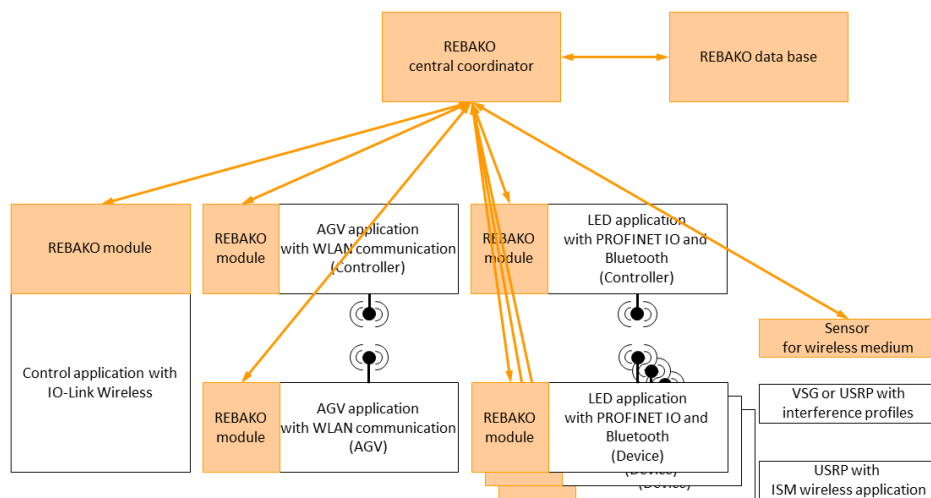 REBAKO
central coordinator
REBAKO data base
REBAKO module
REBAKO
module
AGV application
with WLAN communication
(Controller)
REBAKO
module
LED application
with PROFINET IO and
Bluetooth
(Controller)
Sensor
for wireless medium
Control application with
IO-Link Wireless
REBAKO
module
AGV application
with WLAN communication
(AGV)
REBAKO
module
LED application
with PROFINET IO and
Bluetooth
(Device)
(Device)
(Device)
VSG or USRP with
interference profiles
USRP with
ISM wireless application